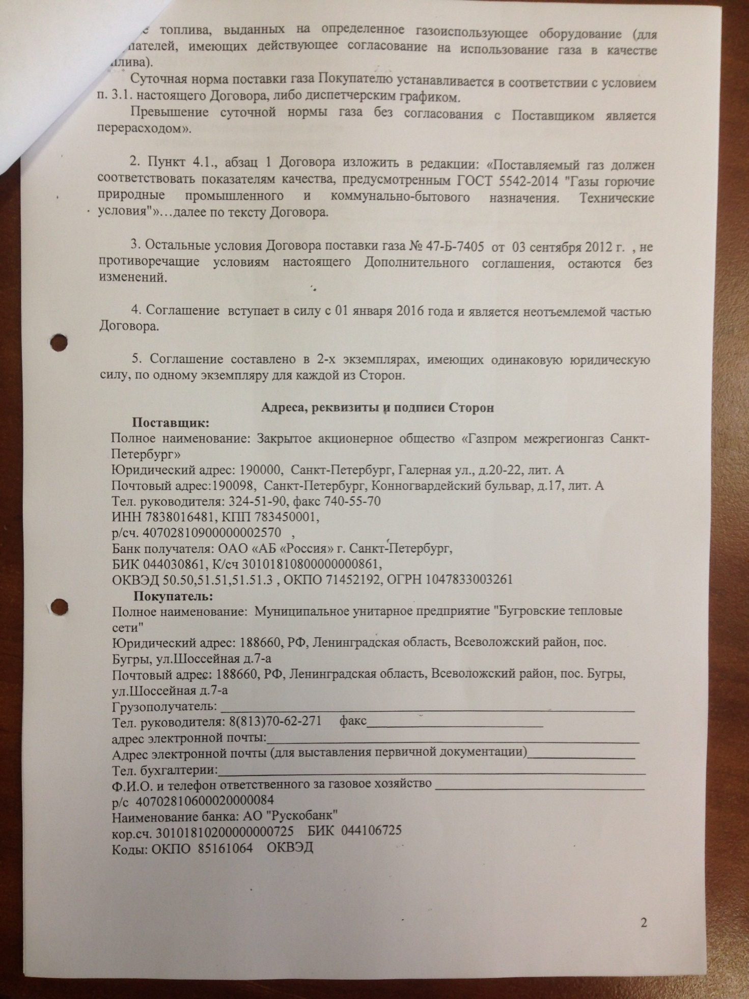 топлива, выданных на определенное газоиспользующее оборудование (для
имеющих действующее согласование на использование газа в качестве
Суточная норма поставки газа Покупателю устанавливается в соответствии с условием
п. 3.1. настоящего Договора, либо диспетчерским графиком.
Превышение суточной нормы газа без согласования с Поставщиком является
перерасходом».
2. Пункт 4.1., абзац 1 Договора изложить в редакции: «Поставляемый газ должен
соответствовать показателям качества, предусмотренным ГОСТ 5542-2014 "Газы горючие
природные промышленного и коммунально-бытового назначения. Технические
условия"»…далее по тексту Договора.
3. Остальные условия Договора поставки газа № 47-Б-7405 от 03 сентября 2012 г. , не
противоречащие условиям настоящего Дополнительного соглашения, остаются без
изменений.
4. Соглашение вступает в силу с 01 января 2016 года и является неотъемлемой частью
Договора.
5. Соглашение составлено в 2-х экземплярах, имеющих одинаковую юридическую
силу, по одному экземпляру для каждой из Сторон.
Адреса, реквизиты и подписи Сторон
Поставщик:
Полное наименование: Закрытое акционерное общество «Газпром межрегионгаз Санкт-
Петербург»
Юридический адрес: 190000, Санкт-Петербург, Галерная ул., д.20-22, лит. А
Почтовый адрес:190098, Санкт-Петербург, Конногвардейский бульвар, д.17, лит. А
Тел. руководителя: 324-51-90, факс 740-55-70
ИНН 7838016481, КПП 783450001,
р/сч. 40702810900000002570 ,
Банк получателя: ОАО «АБ «Россия» г. Санкт-Петербург,
БИК 044030861, К/сч 30101810800000000861,
ОКВЭД 50.50,51.51,51.51.3 , ОКПО 71452192, ОГРН 1047833003261
Покупатель:
Полное наименование: Муниципальное унитарное предприятие "Бугровские тепловые
сети"
Юридический адрес: 188660, РФ, Ленинградская область, Всеволожский район, пос.
Бугры, ул.Шоссейная д.7-а
Почтовый адрес: 188660, РФ, Ленинградская область, Всеволожский район, пос. Бугры,
ул.Шоссейная д.7-а
Грузополучатель:
Тел. руководителя: 8(813)70-62-271 факс
адрес электронной почты:
Адрес электронной почты (для выставления первичной документации)
Тел. бухгалтерии:
Ф.И.О. и телефон ответственного за газовое хозяйство
р/с 40702810600020000084
Наименование банка: АО "Рускобанк"
кор.сч. 30101810200000000725 БИК 044106725
Коды: ОКПО 85161064 ОКВЭД
2